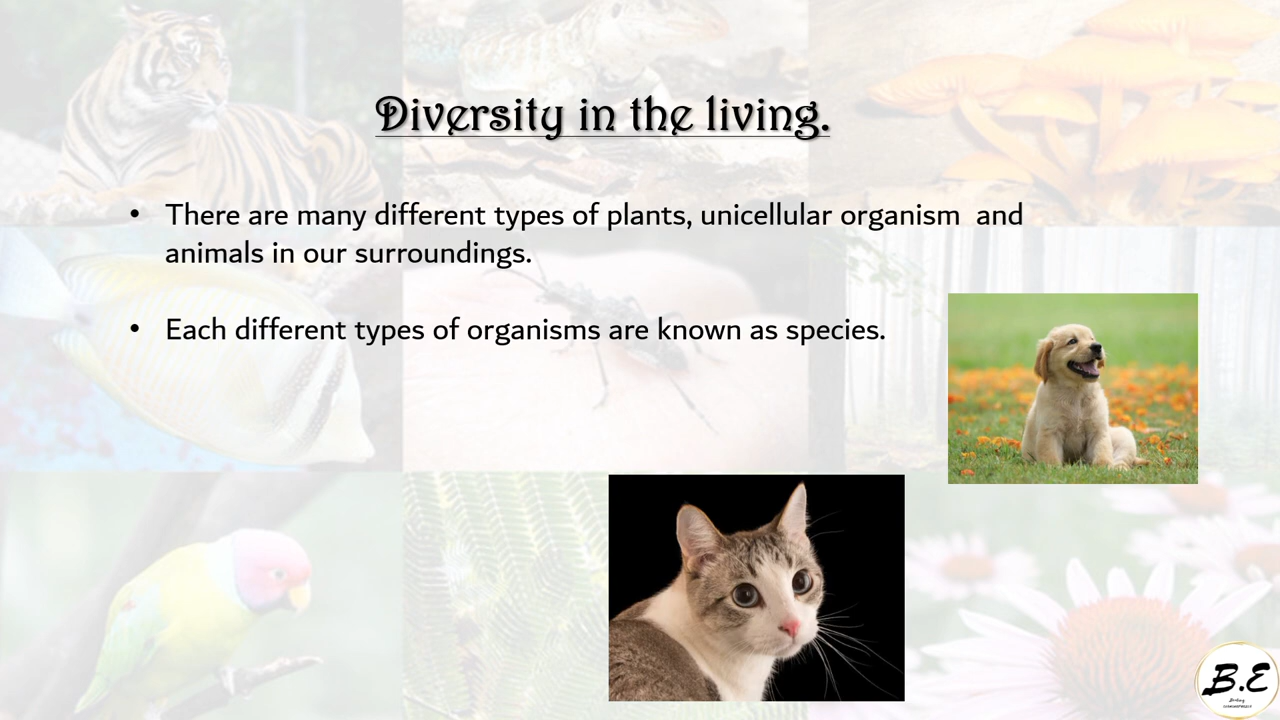 Diversity in the living.
• There are many different types of plants, unicellular organism  and
animals in our surroundings.
• Each different types of organisms are known as species.
B.E